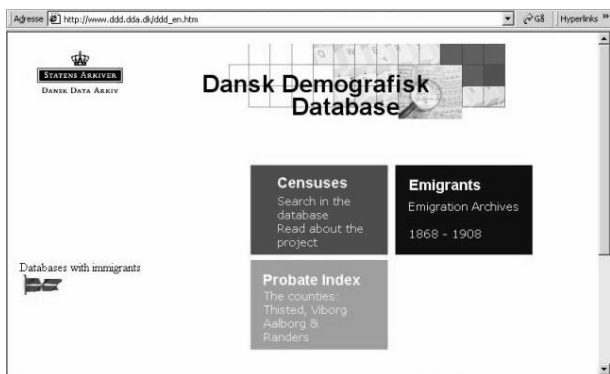 Adresse http://www.ddd.dda.dk/ddd_en.htm Gå Hyperlinks »
STATENS ARKIVER
DANSK DATA ARKIV
Dansk Demografisk
Database
Censuses
Search in the
database
Read about the
project
Emigrants
Emigration Archives
1868 - 1908
Databases with immigrants
Probate Index
The counties:
Thisted, Viborg
Aalborg &
Randers